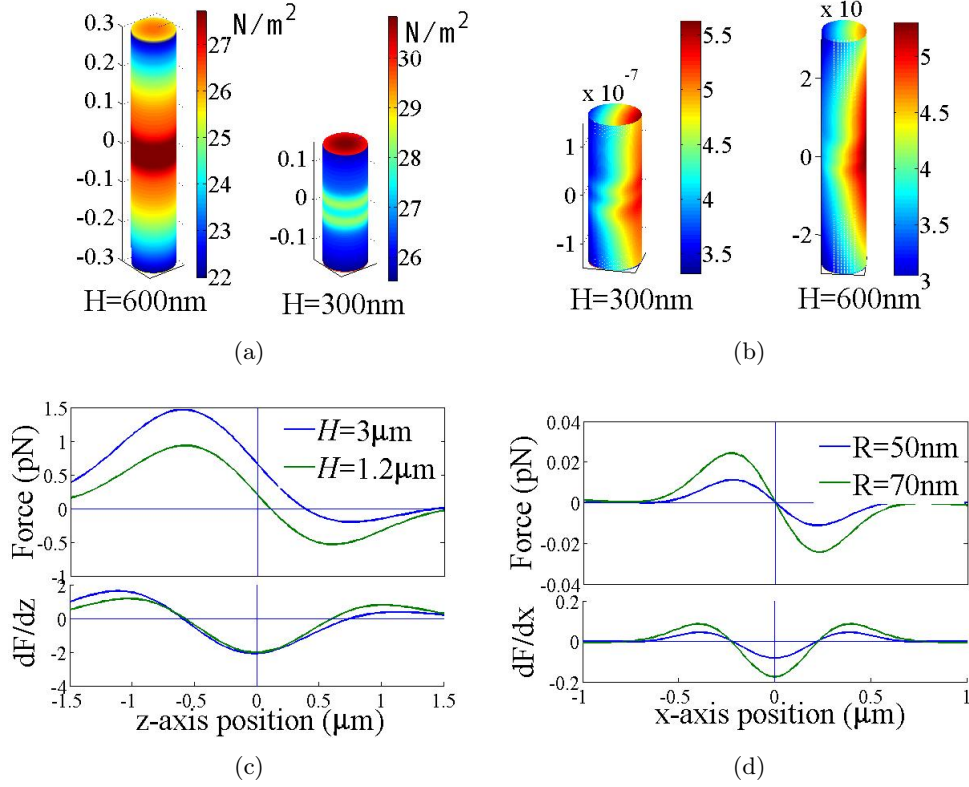 0.3
0.2
0.1
0
-0.1
-0.2
-0.3
N/m²
27
26
25
24
23
22
H=600nm
0.1
0
-0.1
N/m²
30
29
28
27
26
H=300nm
(a)
x 10⁻⁷
1
0
-1
5.5
5
4.5
4
3.5
H=300nm
x 10
2
0
-2
5
4.5
4
3.5
3
H=600nm
(b)
Force (pN)
1.5
1
0.5
0
-0.5
-1
H=3μm
H=1.2μm
dF/dz
2
0
-2
-4
-1.5 -1 -0.5 0 0.5 1 1.5
z-axis position (μm)
(c)
Force (pN)
0.04
0.02
0
-0.02
-0.04
R=50nm
R=70nm
dF/dx
0.2
0
-0.2
-1 -0.5 0 0.5 1
x-axis position (μm)
(d)